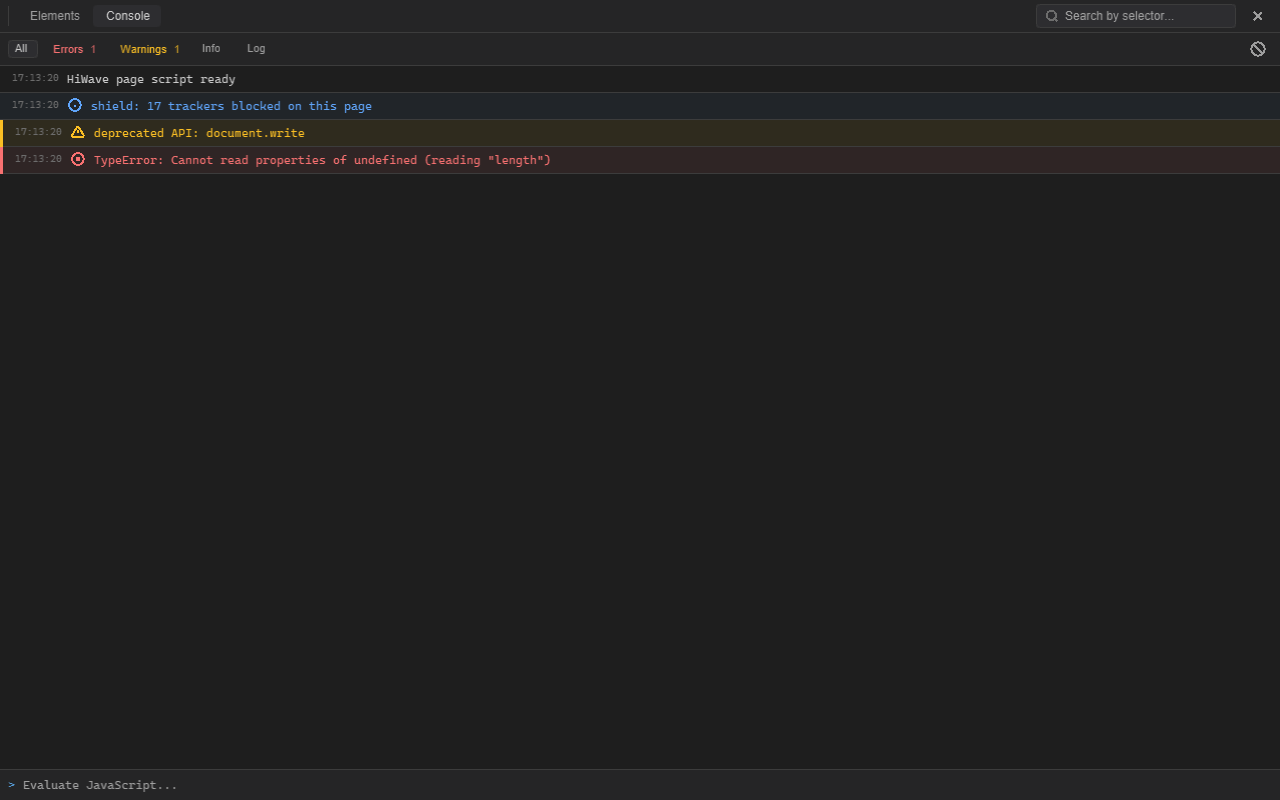 Elements Console Search by selector...
All Errors 1 Warnings 1 Info Log
17:13:20 HiWave page script ready
17:13:20 shield: 17 trackers blocked on this page
17:13:20 deprecated API: document.write
17:13:20 TypeError: Cannot read properties of undefined (reading "length")
> Evaluate JavaScript...